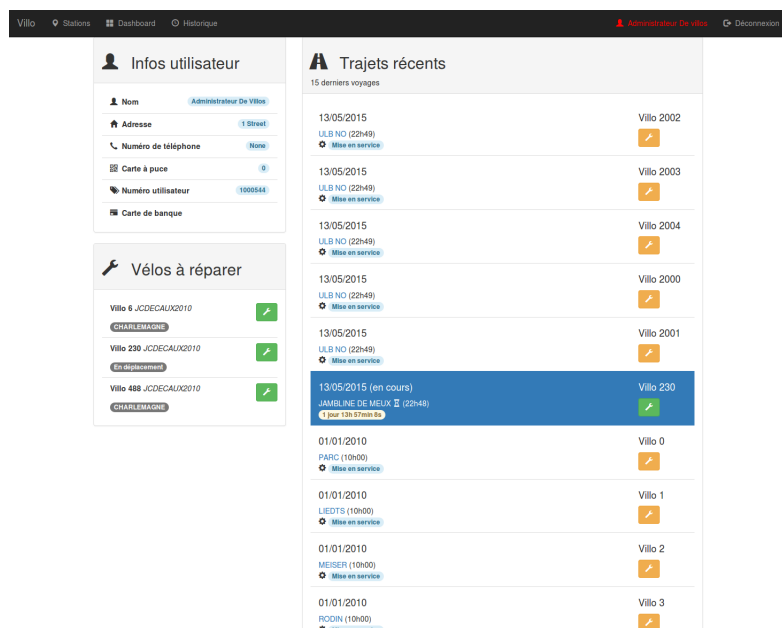 Villo Stations Dashboard Historique Administrateur De villos Déconnexion
Infos utilisateur
Nom Administrateur De Villos
Adresse 1 Street
Numéro de téléphone None
Carte à puce 0
Numéro utilisateur 1000544
Carte de banque
Vélos à réparer
Villo 6 JCDECAUX2010
CHARLEMAGNE
Villo 230 JCDECAUX2010
En déplacement
Villo 488 JCDECAUX2010
CHARLEMAGNE
Trajets récents
15 derniers voyages
13/05/2015 Villo 2002
ULB NO (22h49)
Mise en service
13/05/2015 Villo 2003
ULB NO (22h49)
Mise en service
13/05/2015 Villo 2004
ULB NO (22h49)
Mise en service
13/05/2015 Villo 2000
ULB NO (22h49)
Mise en service
13/05/2015 Villo 2001
ULB NO (22h49)
Mise en service
13/05/2015 (en cours) Villo 230
JAMBLINE DE MEUX (22h48)
1 jour 13h 57min 8s
01/01/2010 Villo 0
PARC (10h00)
Mise en service
01/01/2010 Villo 1
LIEDTS (10h00)
Mise en service
01/01/2010 Villo 2
MEISER (10h00)
Mise en service
01/01/2010 Villo 3
RODIN (10h00)